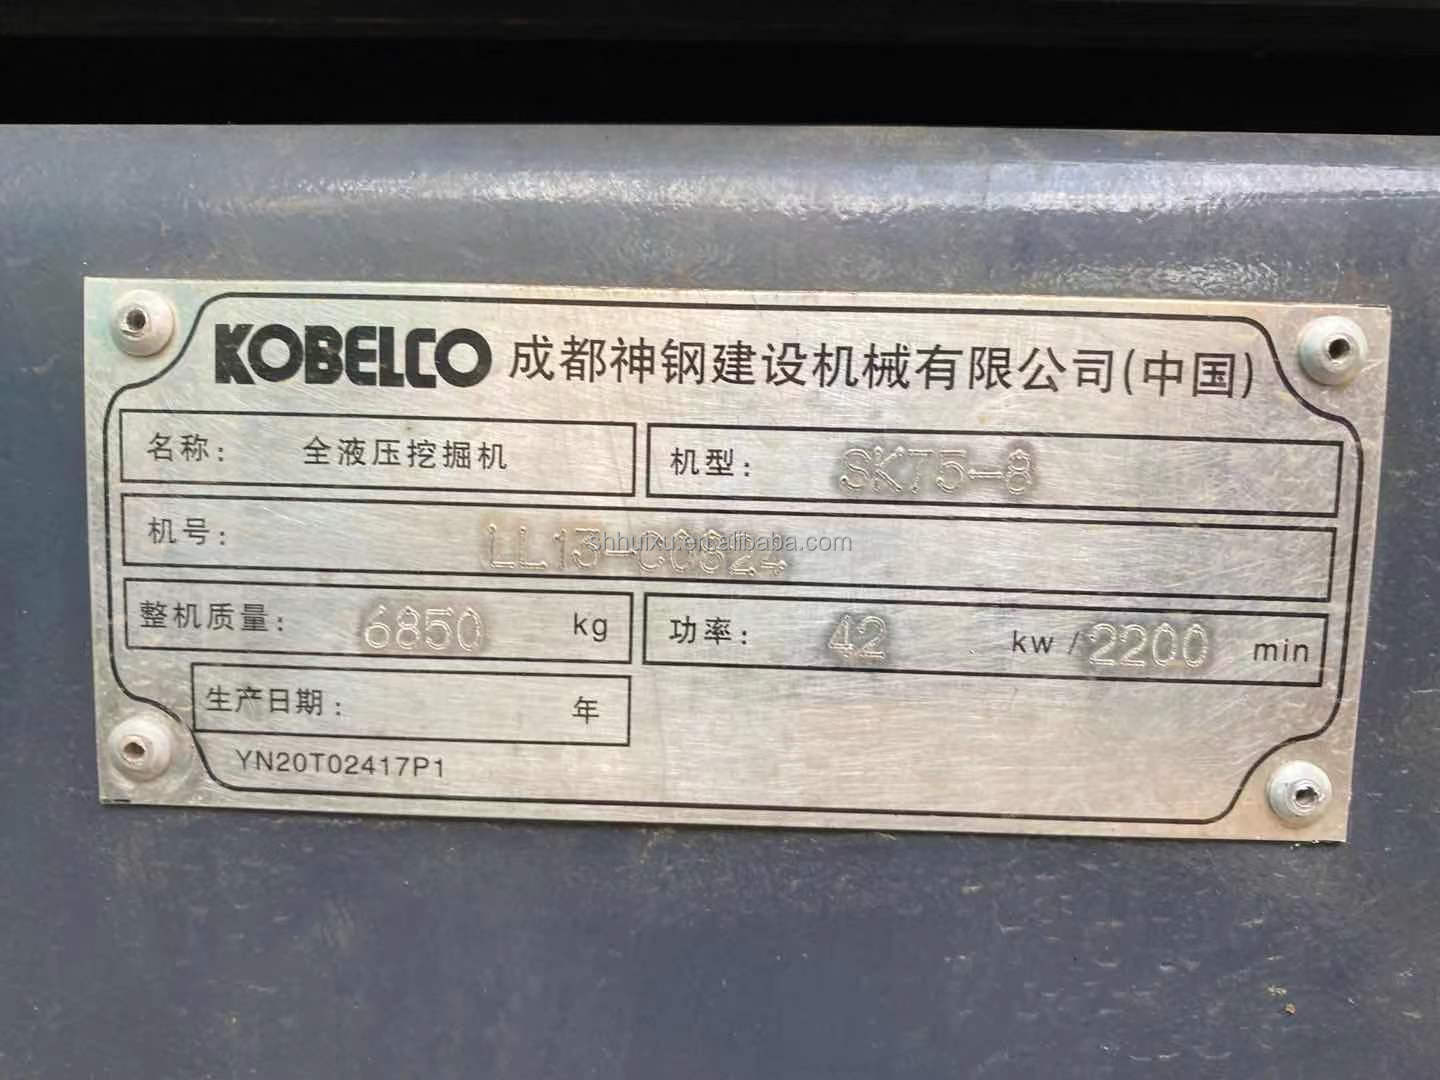 KOBELCO 成都神钢建设机械有限公司(中国)
名称: 全液压挖掘机 机型: SK75-8
机号: LL13-C0324
shhuixu.en.alibaba.com
整机质量: 6850 kg 功率: 42 kw / 2200 min
生产日期: 年
YN20T02417P1